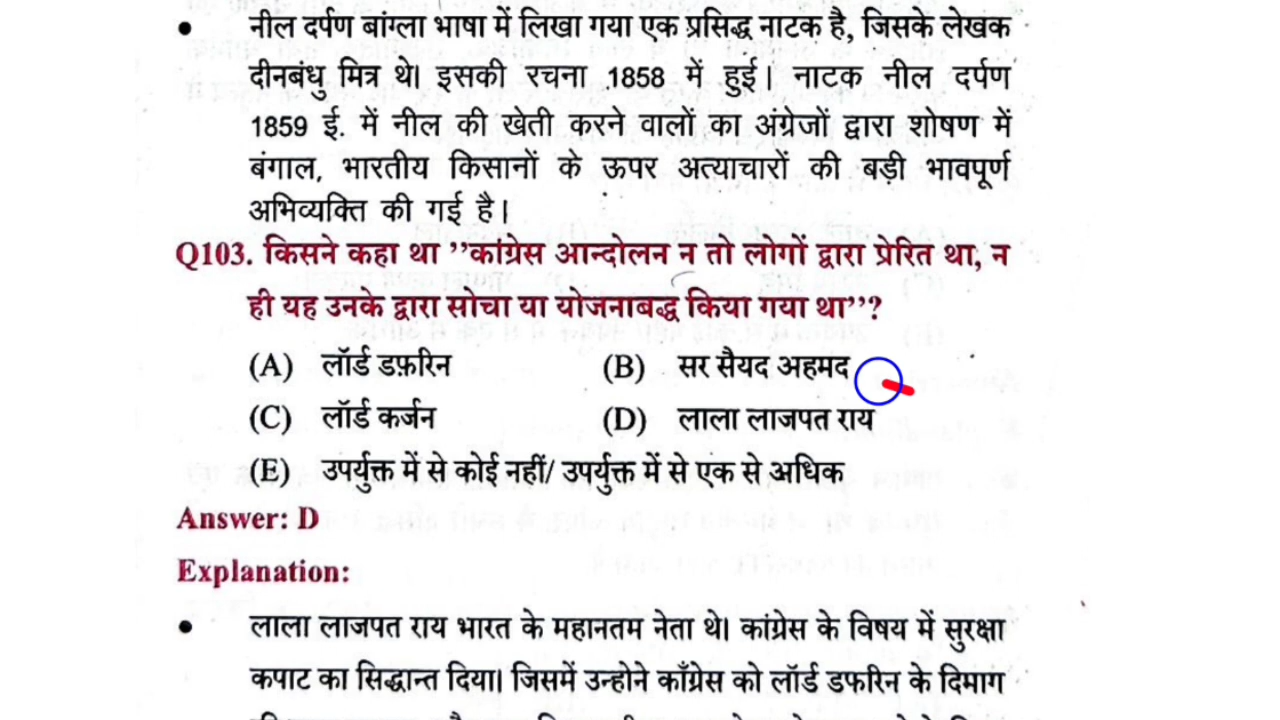 • नील दर्पण बांग्ला भाषा में लिखा गया एक प्रसिद्ध नाटक है, जिसके लेखक
दीनबंधु मित्र थे। इसकी रचना 1858 में हुई। नाटक नील दर्पण
1859 ई. में नील की खेती करने वालों का अंग्रेजों द्वारा शोषण में
बंगाल, भारतीय किसानों के ऊपर अत्याचारों की बड़ी भावपूर्ण
अभिव्यक्ति की गई है।
Q103. किसने कहा था ”कांग्रेस आन्दोलन न तो लोगों द्वारा प्रेरित था, न
ही यह उनके द्वारा सोचा या योजनाबद्ध किया गया था”?
(A) लॉर्ड डफ़रिन (B) सर सैयद अहमद
(C) लॉर्ड कर्जन (D) लाला लाजपत राय
(E) उपर्युक्त में से कोई नहीं/ उपर्युक्त में से एक से अधिक
Answer: D
Explanation:
• लाला लाजपत राय भारत के महानतम नेता थे। कांग्रेस के विषय में सुरक्षा
कपाट का सिद्धान्त दिया। जिसमें उन्होने काँग्रेस को लॉर्ड डफरिन के दिमाग